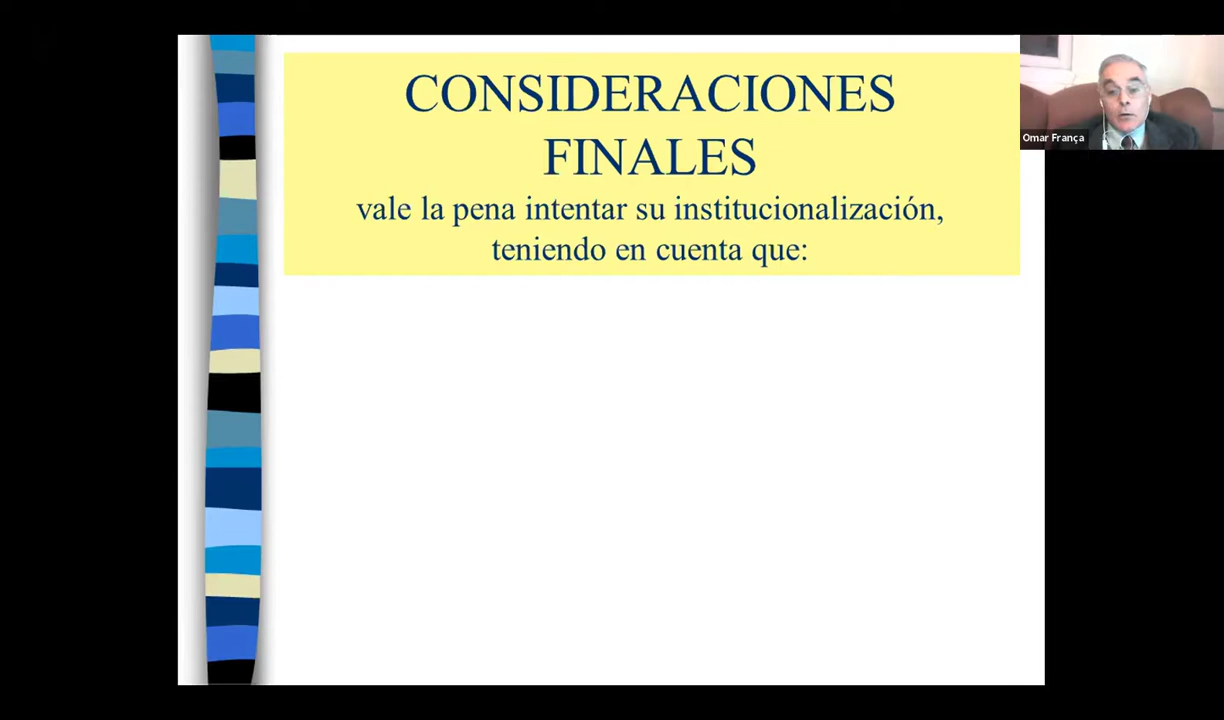 CONSIDERACIONES
FINALES
vale la pena intentar su institucionalización,
teniendo en cuenta que:
Omar França